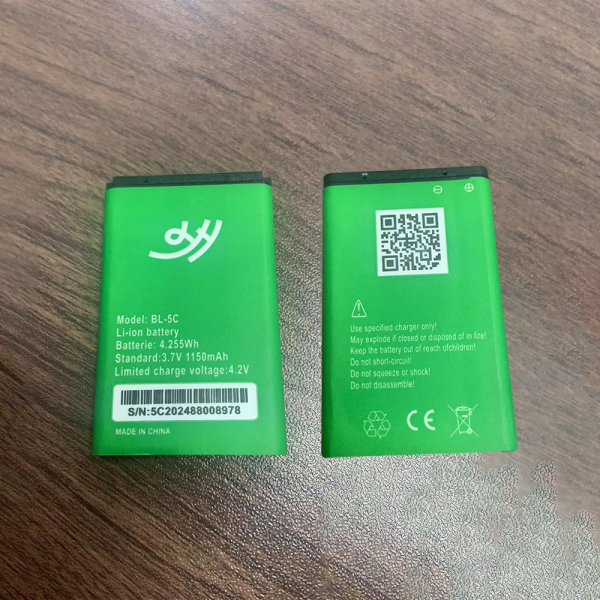 Model: BL-5C
Li-ion battery
Batterie: 4.255Wh
Standard:3.7V 1150mAh
Limited charge voltage:4.2V
S/N:5C202488008978
MADE IN CHINA
Use specified charger only!
May explode if closed or disposed of in fire!
Keep the battery out of reach ofchildren!
Do not short-circuit!
Do not squeeze or shuck!
Do not disassemble!
CE